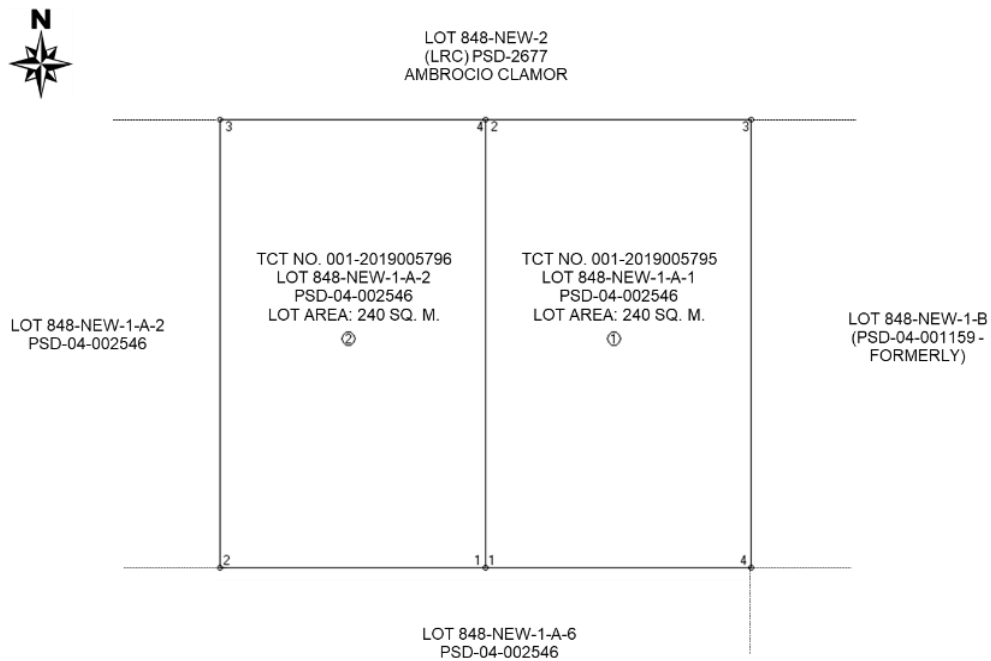 N
LOT 848-NEW-2
(LRC) PSD-2677
AMBROCIO CLAMOR
3
4
2
3
TCT NO. 001-2019005796
LOT 848-NEW-1-A-2
PSD-04-002546
LOT AREA: 240 SQ. M.
②
TCT NO. 001-2019005795
LOT 848-NEW-1-A-1
PSD-04-002546
LOT AREA: 240 SQ. M.
①
LOT 848-NEW-1-A-2
PSD-04-002546
LOT 848-NEW-1-B
(PSD-04-001159 -
FORMERLY)
2
1
1
4
LOT 848-NEW-1-A-6
PSD-04-002546